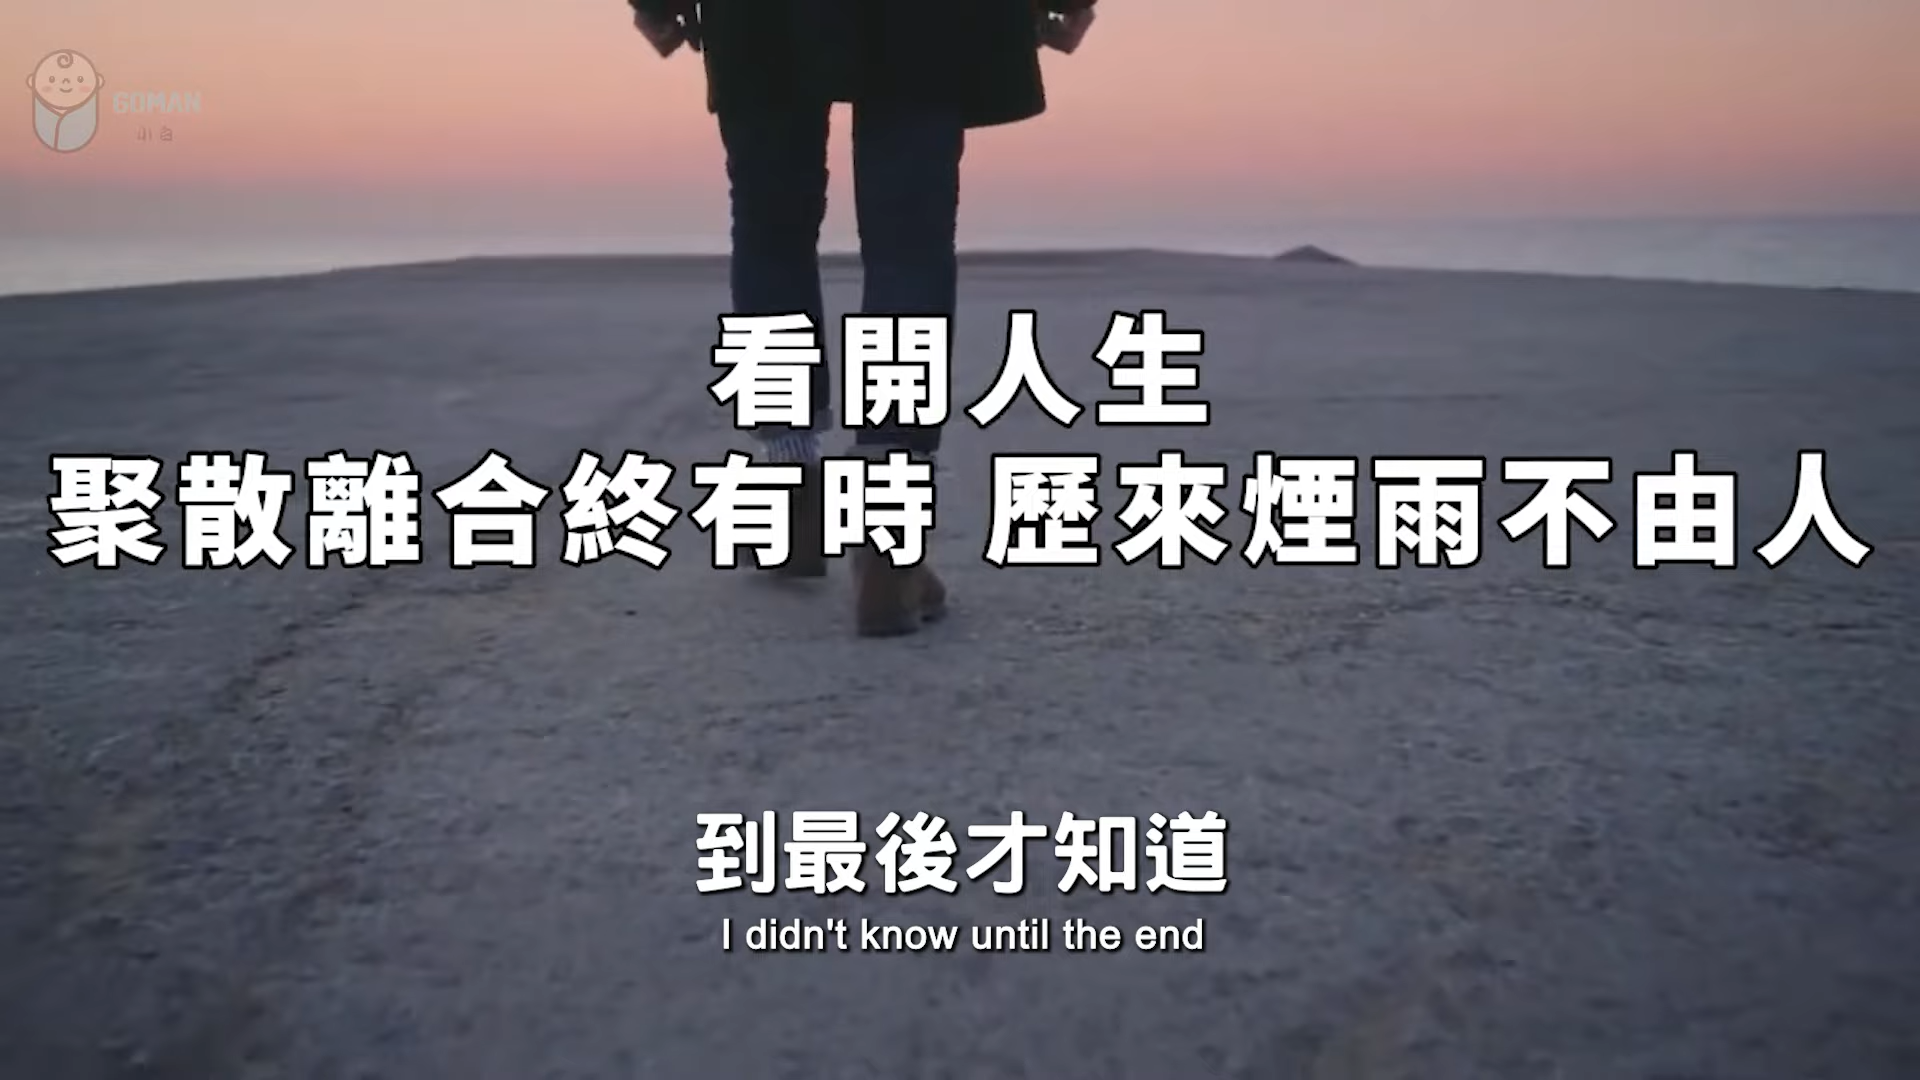 GOMAN
看開人生
聚散離合終有時 歷來煙雨不由人
到最後才知道
I didn't know until the end